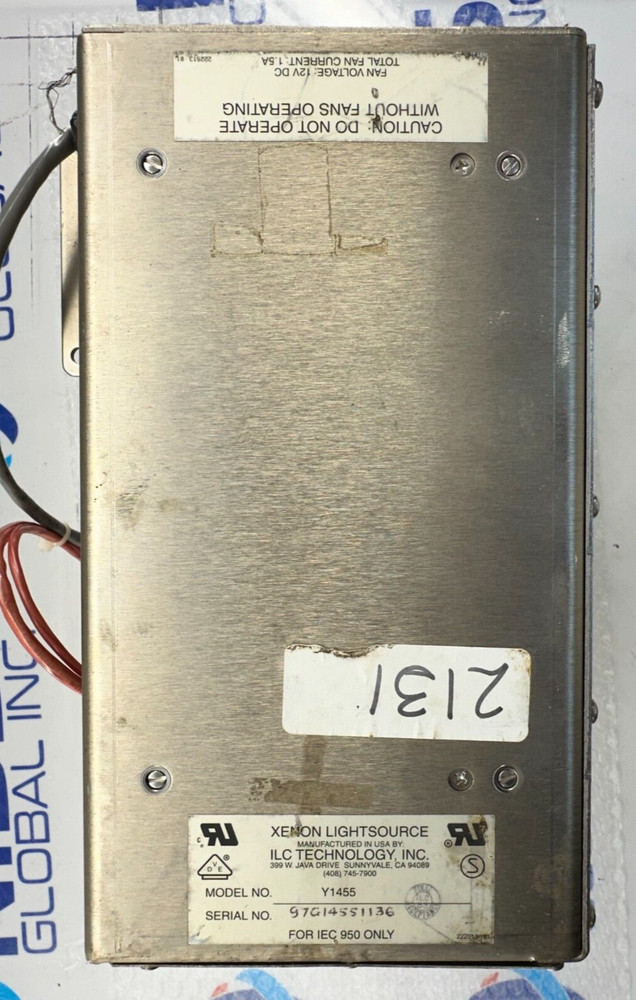 222513
CAUTION: DO NOT OPERATE
WITHOUT FANS OPERATING
FAN VOLTAGE: 12V DC
TOTAL FAN CURRENT: 1.5A
2131
XENON LIGHTSOURCE
MANUFACTURED IN USA BY:
ILC TECHNOLOGY, INC.
399 W. JAVA DRIVE SUNNYVALE, CA 94089
(408) 745-7900
VDE
S
MODEL NO. Y1455
SERIAL NO. 97G14551136
FOR IEC 950 ONLY
GLOBAL INC.